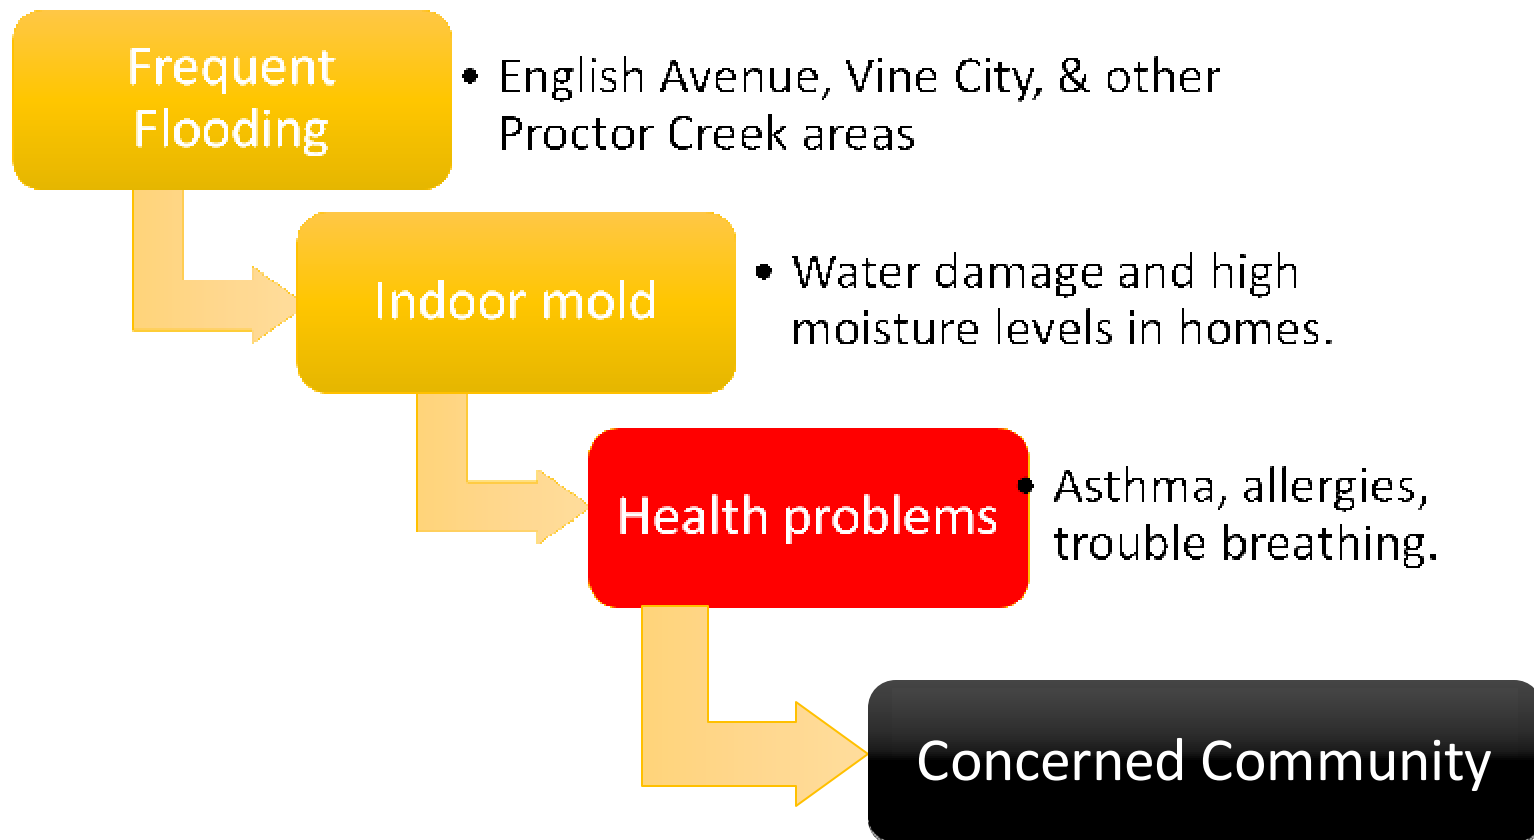 Frequent
Flooding
• English Avenue, Vine City, & other
Proctor Creek areas
Indoor mold
• Water damage and high
moisture levels in homes.
Health problems
• Asthma, allergies,
trouble breathing.
Concerned Community